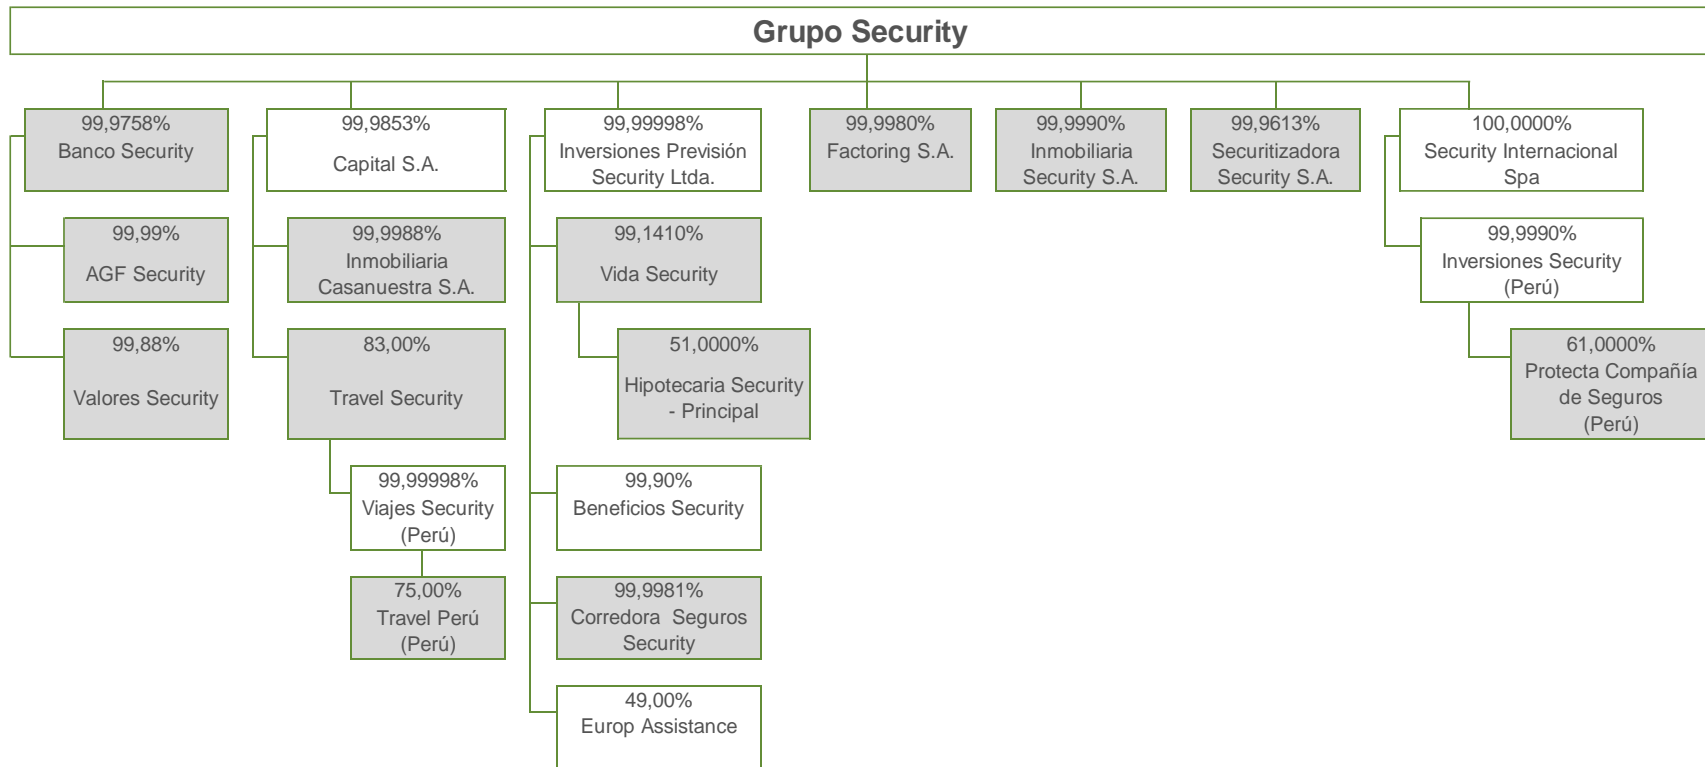 Grupo Security
99,9758%
Banco Security
99,9853%
Capital S.A.
99,99998%
Inversiones Previsión
Security Ltda.
99,9980%
Factoring S.A.
99,9990%
Inmobiliaria
Security S.A.
99,9613%
Securitizadora
Security S.A.
100,0000%
Security Internacional
Spa
99,99%
AGF Security
99,9988%
Inmobiliaria
Casanuestra S.A.
99,1410%
Vida Security
99,9990%
Inversiones Security
(Perú)
99,88%
Valores Security
83,00%
Travel Security
51,0000%
Hipotecaria Security
- Principal
61,0000%
Protecta Compañía
de Seguros
(Perú)
99,99998%
Viajes Security
(Perú)
99,90%
Beneficios Security
75,00%
Travel Perú
(Perú)
99,9981%
Corredora Seguros
Security
49,00%
Europ Assistance